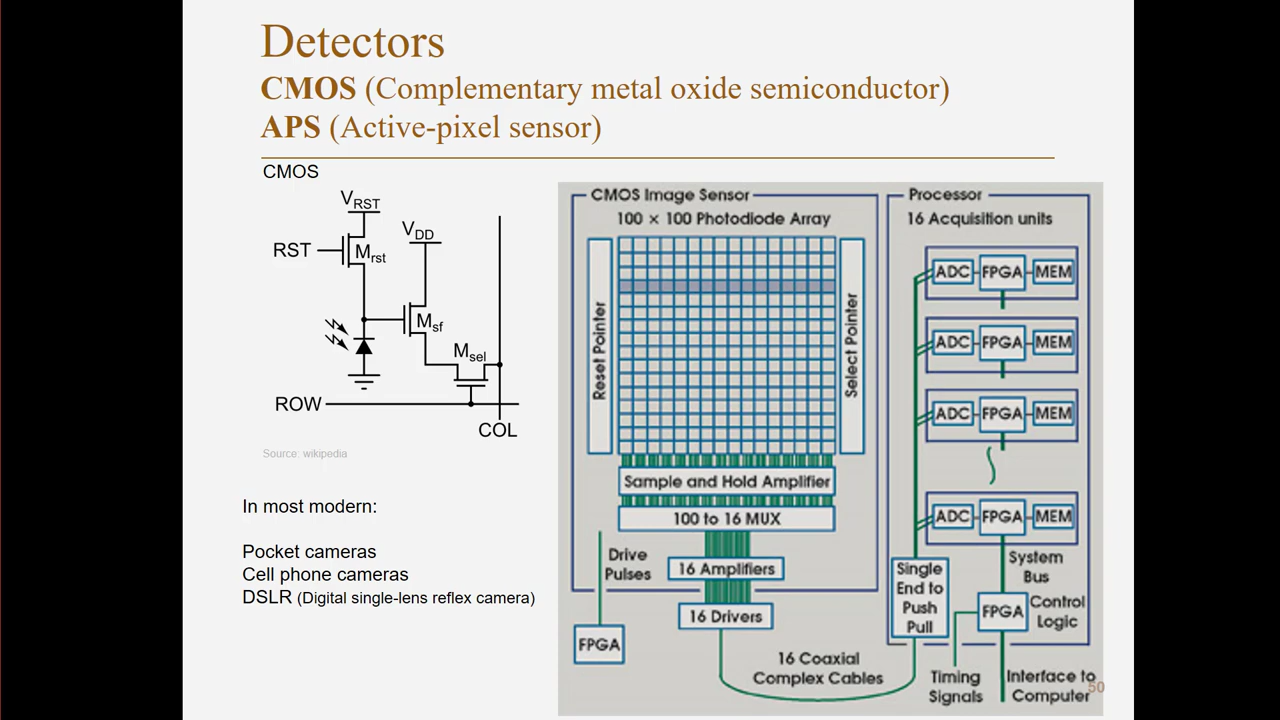 Detectors
CMOS (Complementary metal oxide semiconductor)
APS (Active-pixel sensor)
CMOS
VRST
RST
Mrst
VDD
Msf
Msel
ROW
COL
Source: wikipedia
In most modern:
Pocket cameras
Cell phone cameras
DSLR (Digital single-lens reflex camera)
CMOS Image Sensor
100 × 100 Photodiode Array
Reset Pointer
Select Pointer
Sample and Hold Amplifier
100 to 16 MUX
Drive
Pulses
16 Amplifiers
16 Drivers
FPGA
16 Coaxial
Complex Cables
Processor
16 Acquisition units
ADC FPGA MEM
ADC FPGA MEM
ADC FPGA MEM
ADC FPGA MEM
Single
End to
Push
Pull
System
Bus
FPGA
Control
Logic
Timing
Signals
Interface to
Computer
50